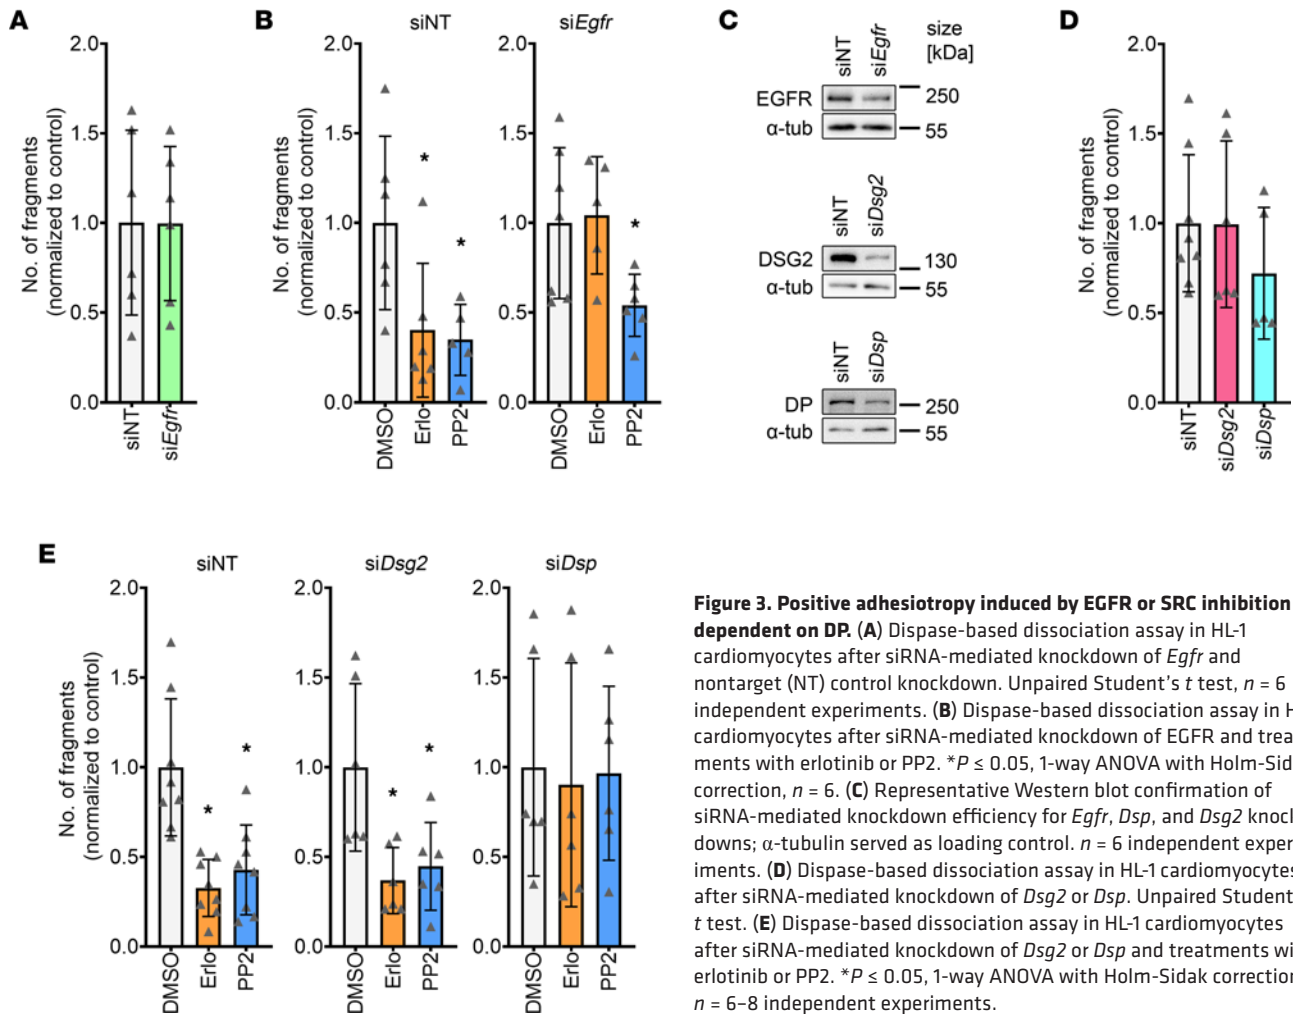 A
No. of fragments
(normalized to control)
2.0
1.5
1.0
0.5
0.0
siNT
siEgfr
B
No. of fragments
(normalized to control)
siNT
2.0
1.5
1.0
0.5
0.0
*
*
DMSO
Erlo
PP2
siEgfr
2.0
1.5
1.0
0.5
0.0
*
DMSO
Erlo
PP2
C
siNT
siEgfr
size
[kDa]
EGFR
250
α-tub
55
siNT
siDsg2
DSG2
130
α-tub
55
siNT
siDsp
DP
250
α-tub
55
D
No. of fragments
(normalized to control)
2.0
1.5
1.0
0.5
0.0
siNT
siDsg2
siDsp
E
No. of fragments
(normalized to control)
siNT
2.0
1.5
1.0
0.5
0.0
*
*
DMSO
Erlo
PP2
siDsg2
2.0
1.5
1.0
0.5
0.0
*
*
DMSO
Erlo
PP2
siDsp
2.0
1.5
1.0
0.5
0.0
DMSO
Erlo
PP2
Figure 3. Positive adhesiotropy induced by EGFR or SRC inhibition
dependent on DP. (A) Dispase-based dissociation assay in HL-1
cardiomyocytes after siRNA-mediated knockdown of Egfr and
nontarget (NT) control knockdown. Unpaired Student's t test, n = 6
independent experiments. (B) Dispase-based dissociation assay in
cardiomyocytes after siRNA-mediated knockdown of EGFR and trea
ments with erlotinib or PP2. *P ≤ 0.05, 1-way ANOVA with Holm-Sid
correction, n = 6. (C) Representative Western blot confirmation of
siRNA-mediated knockdown efficiency for Egfr, Dsp, and Dsg2 knoc
downs; α-tubulin served as loading control. n = 6 independent exper
iments. (D) Dispase-based dissociation assay in HL-1 cardiomyocytes
after siRNA-mediated knockdown of Dsg2 or Dsp. Unpaired Student
t test. (E) Dispase-based dissociation assay in HL-1 cardiomyocytes
after siRNA-mediated knockdown of Dsg2 or Dsp and treatments wi
erlotinib or PP2. *P ≤ 0.05, 1-way ANOVA with Holm-Sidak correction
n = 6–8 independent experiments.